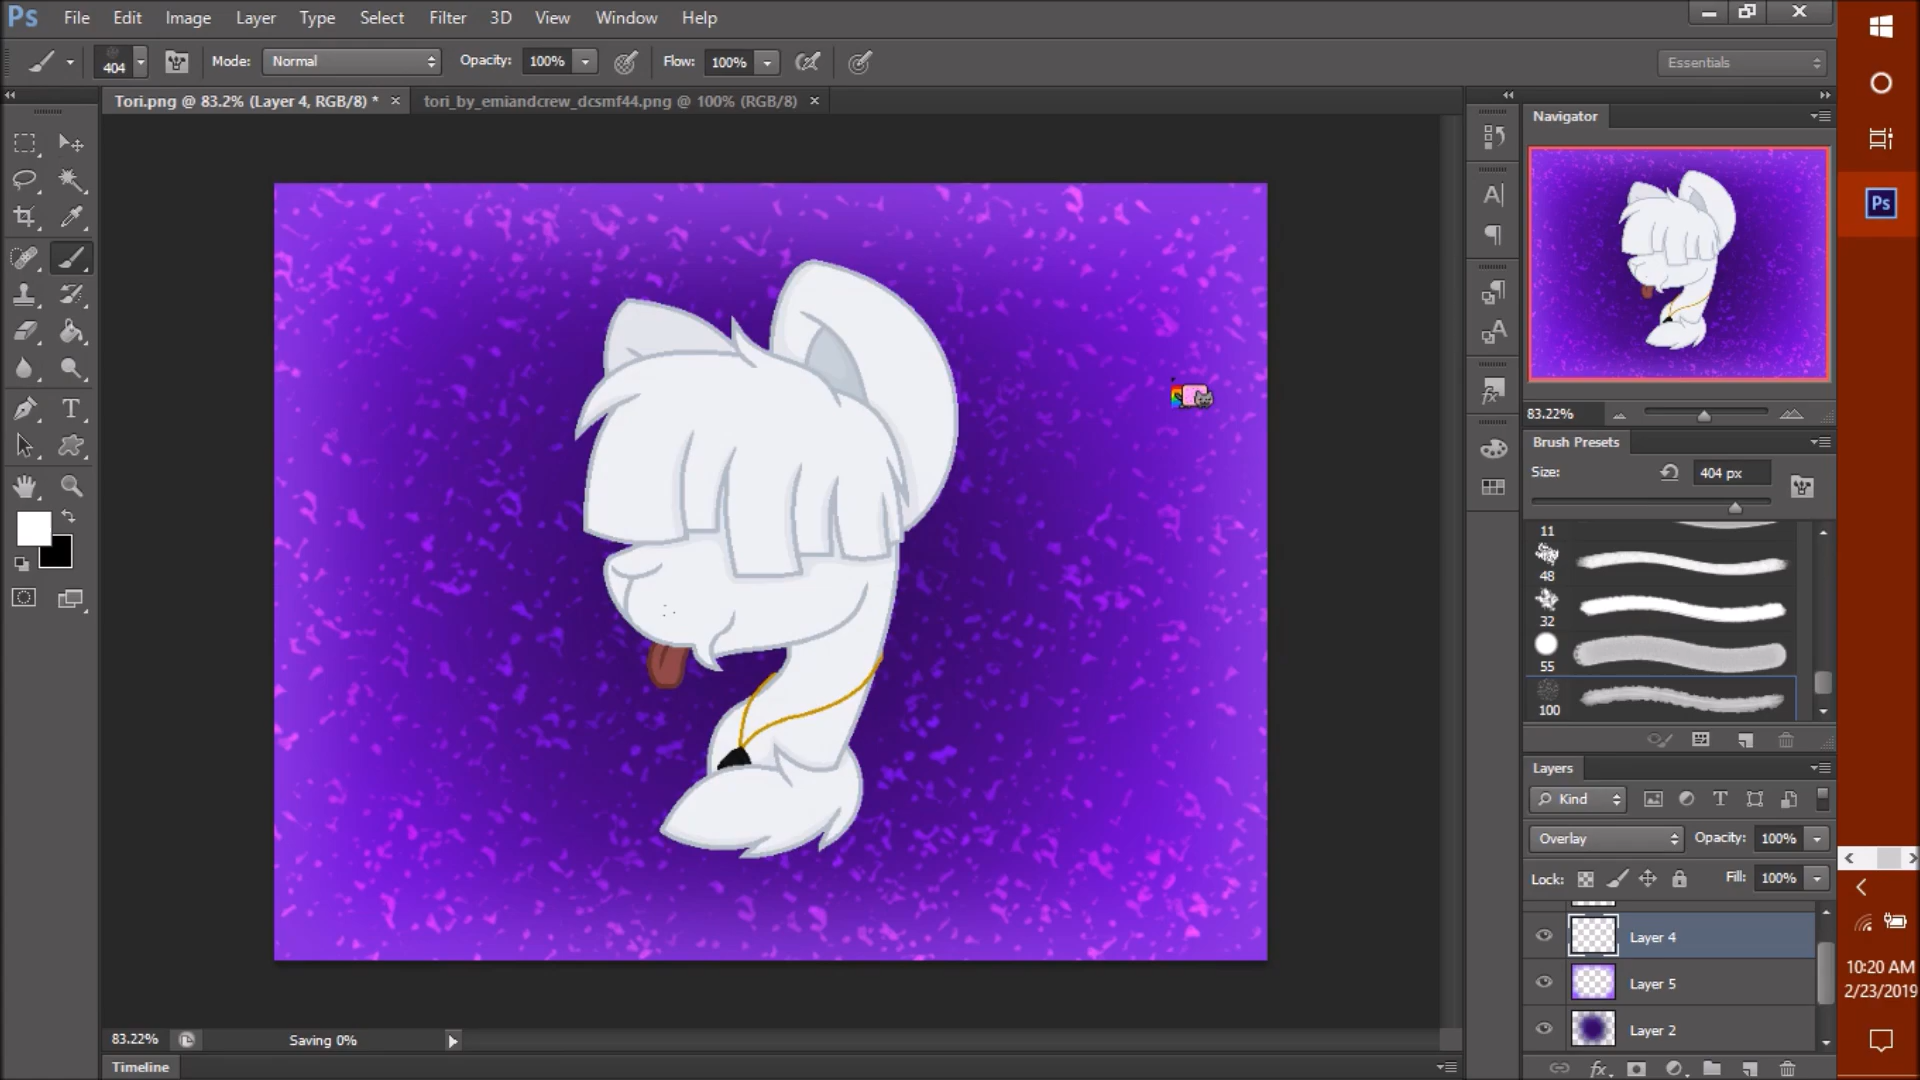 Ps File Edit Image Layer Type Select Filter 3D View Window Help
404 Mode: Normal Opacity: 100% Flow: 100% Essentials
Tori.png @ 83.2% (Layer 4, RGB/8) * × tori_by_emiandcrew_dcsmf44.png @ 100% (RGB/8) ×
Navigator
Ps
83.22%
Brush Presets
Size: 404 px
11
48
32
55
100
Layers
Kind
Overlay Opacity: 100%
Lock: Fill: 100%
Layer 4
Layer 5
Layer 2
10:20 AM
2/23/2019
83.22% Saving 0%
Timeline